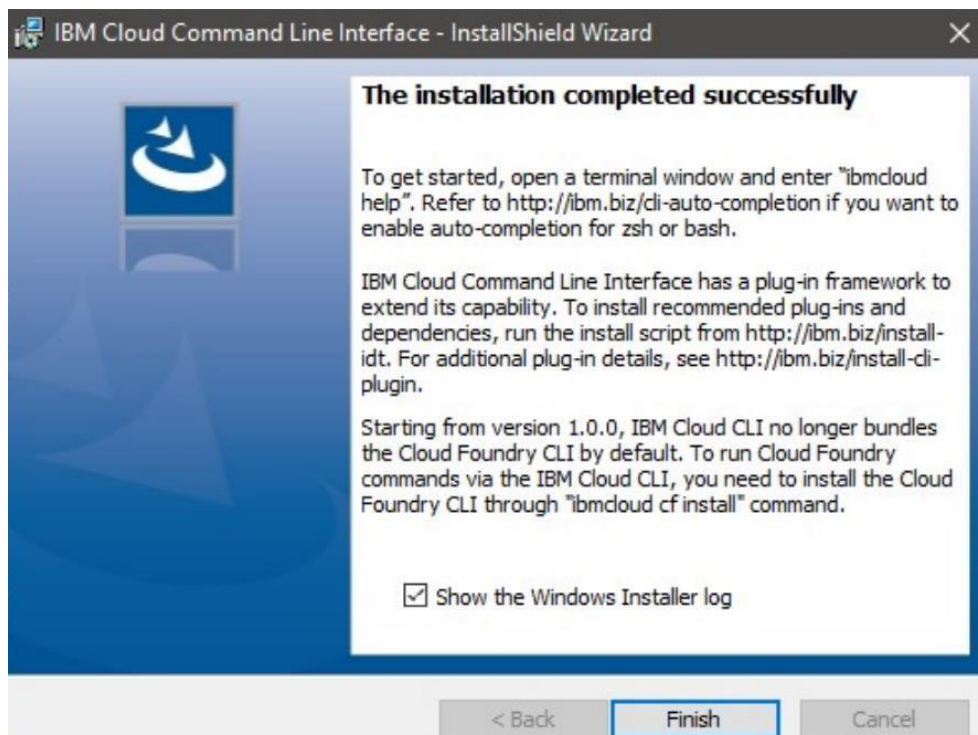 IBM Cloud Command Line Interface - InstallShield Wizard
The installation completed successfully
To get started, open a terminal window and enter "ibmcloud
help". Refer to http://ibm.biz/cli-auto-completion if you want to
enable auto-completion for zsh or bash.
IBM Cloud Command Line Interface has a plug-in framework to
extend its capability. To install recommended plug-ins and
dependencies, run the install script from http://ibm.biz/install-
idt. For additional plug-in details, see http://ibm.biz/install-cli-
plugin.
Starting from version 1.0.0, IBM Cloud CLI no longer bundles
the Cloud Foundry CLI by default. To run Cloud Foundry
commands via the IBM Cloud CLI, you need to install the Cloud
Foundry CLI through "ibmcloud cf install" command.
Show the Windows Installer log
< Back Finish Cancel